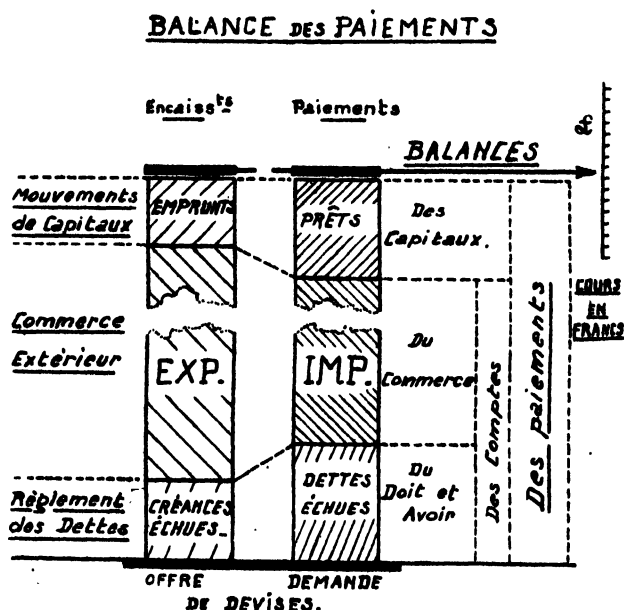 BALANCE DES PAIEMENTS
Encaiss.ts
Paiements
BALANCES
Mouvements
de Capitaux
EMPRUNTS
PRÊTS
Des
Capitaux.
COURS
EN
FRANCS
Commerce
Extérieur
EXP.
IMP.
Du
Commerce
Des Comptes
Des paiements
Règlement
des Dettes
CRÉANCES
ÉCHUES_
DETTES
ÉCHUES
Du
Doit et
Avoir
OFFRE
DEMANDE
DE DEVISES.